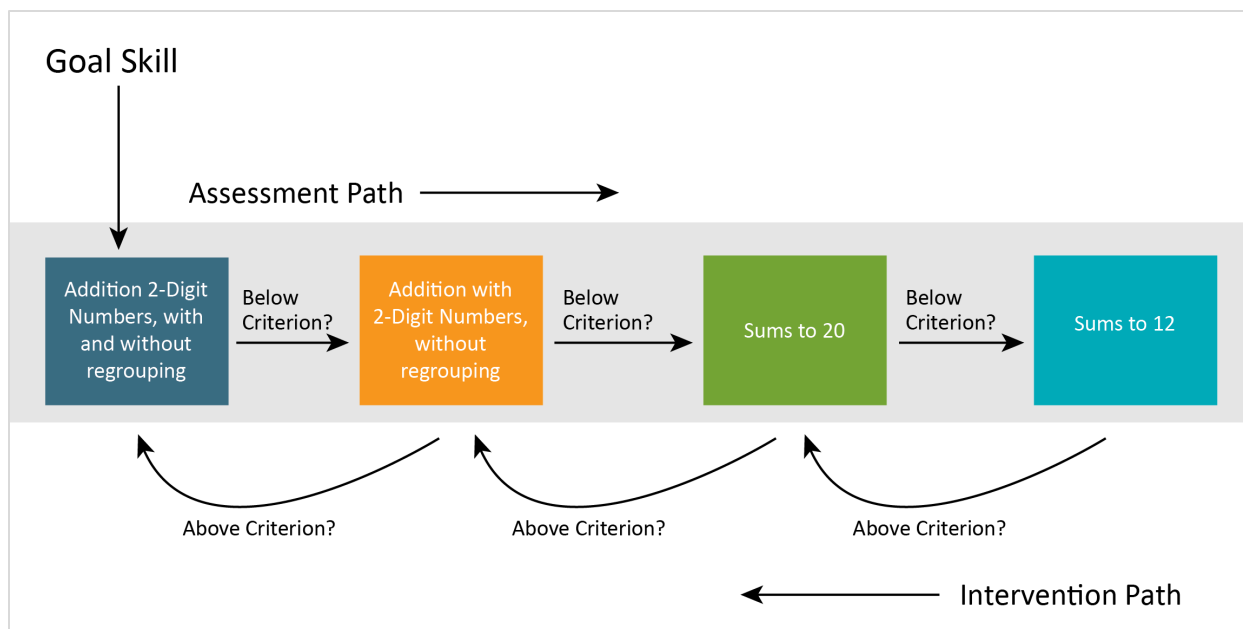 Goal Skill
Assessment Path
Addition 2-Digit
Numbers, with
and without
regrouping
Below
Criterion?
Addition with
2-Digit Numbers,
without
regrouping
Below
Criterion?
Sums to 20
Below
Criterion?
Sums to 12
Above Criterion?
Above Criterion?
Above Criterion?
Intervention Path